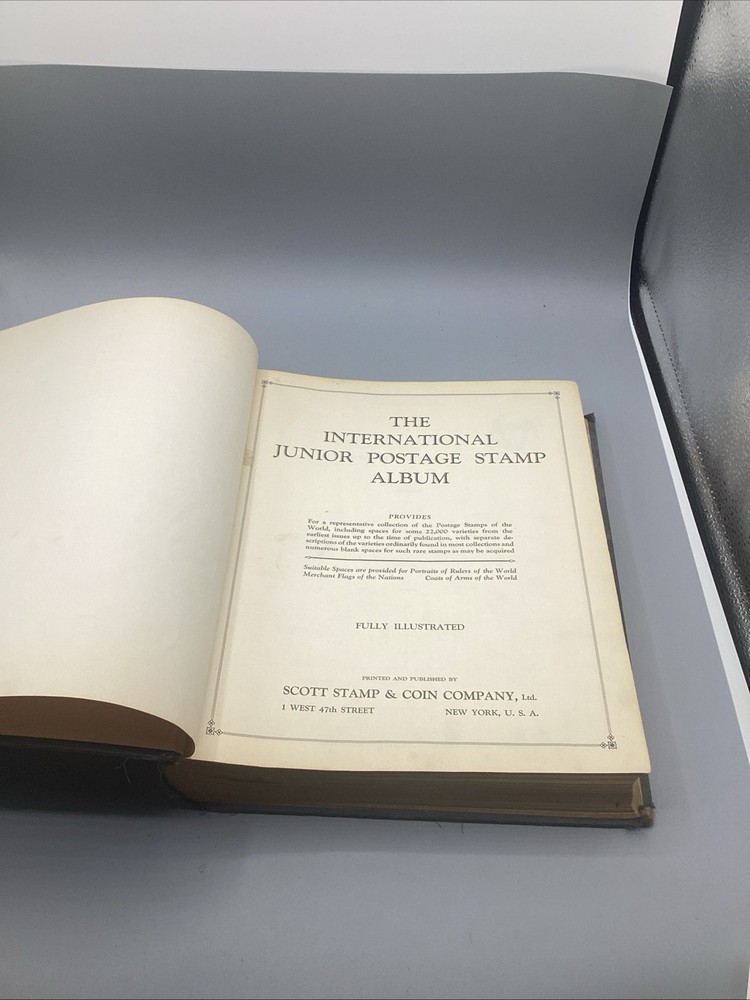 THE
INTERNATIONAL
JUNIOR POSTAGE STAMP
ALBUM
PROVIDES
For a representative collection of the Postage Stamps of the
World, including spaces for some 22,000 varieties from the
earliest issues up to the time of publication, with separate de-
scriptions of the varieties ordinarily found in most collections and
numerous blank spaces for such rare stamps as may be acquired
Suitable Spaces are provided for Portraits of Rulers of the World
Merchant Flags of the Nations Coats of Arms of the World
FULLY ILLUSTRATED
PRINTED AND PUBLISHED BY
SCOTT STAMP & COIN COMPANY, Ltd.
1 WEST 47th STREET NEW YORK, U. S. A.